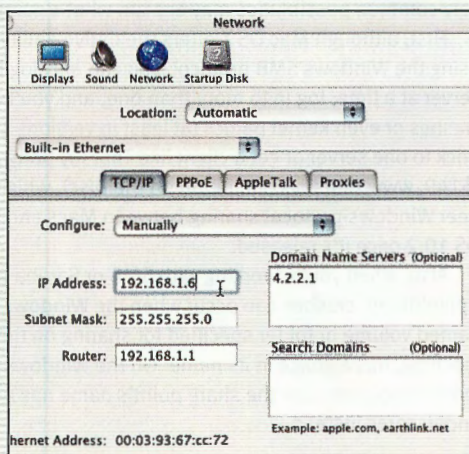 Network
Displays Sound Network Startup Disk
Location: Automatic
Built-in Ethernet
TCP/IP PPPoE AppleTalk Proxies
Configure: Manually
Domain Name Servers (Optional)
IP Address: 192.168.1.6
4.2.2.1
Subnet Mask: 255.255.255.0
Router: 192.168.1.1
Search Domains (Optional)
Example: apple.com, earthlink.net
hernet Address: 00:03:93:67:cc:72